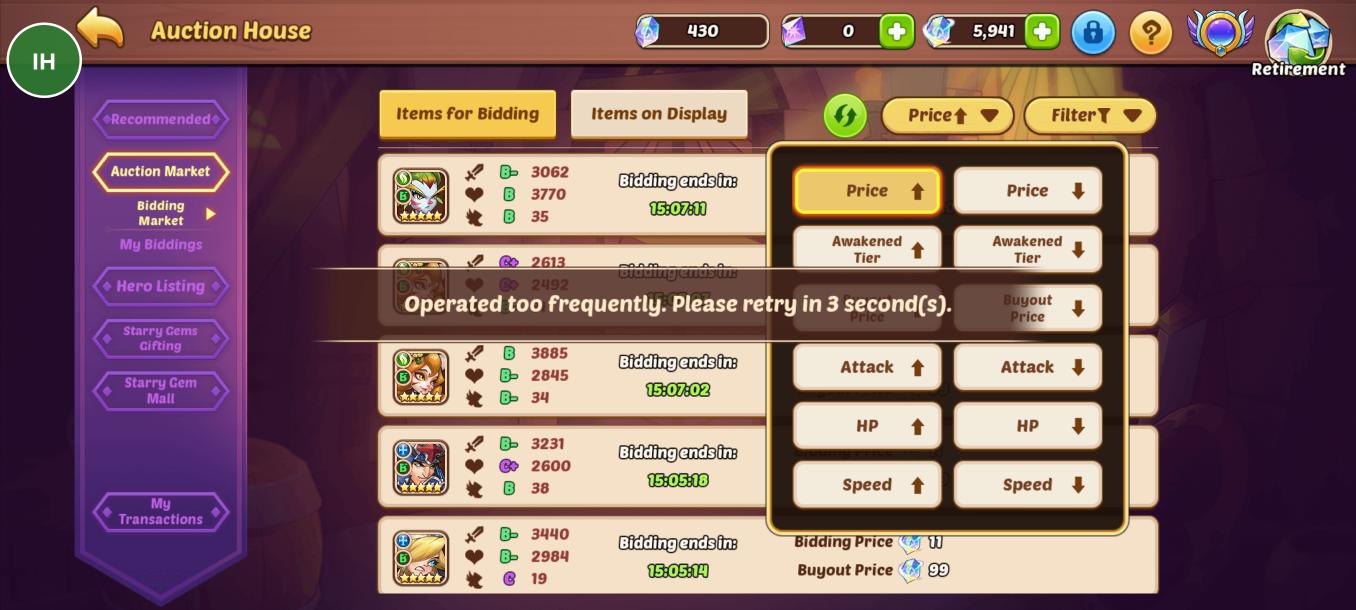 IH
Auction House
430
0
5,941
Retirement
Recommended
Auction Market
Bidding
Market
My Biddings
Hero Listing
Starry Gems
Gifting
Starry Gem
Mall
My
Transactions
Items for Bidding
Items on Display
Price
Filter
B- 3062
B 3770
B 35
Bidding ends in:
15:07:11
C+ 2613
C+ 2492
Bidding ends in:
Operated too frequently. Please retry in 3 second(s).
B 3885
B- 2845
B- 34
Bidding ends in:
15:07:02
B- 3231
C+ 2600
B 38
Bidding ends in:
15:05:18
B- 3440
B- 2984
C 19
Bidding ends in:
15:05:14
Bidding Price 11
Buyout Price 99
Price
Price
Awakened
Tier
Awakened
Tier
Price
Buyout
Price
Attack
Attack
HP
HP
Speed
Speed